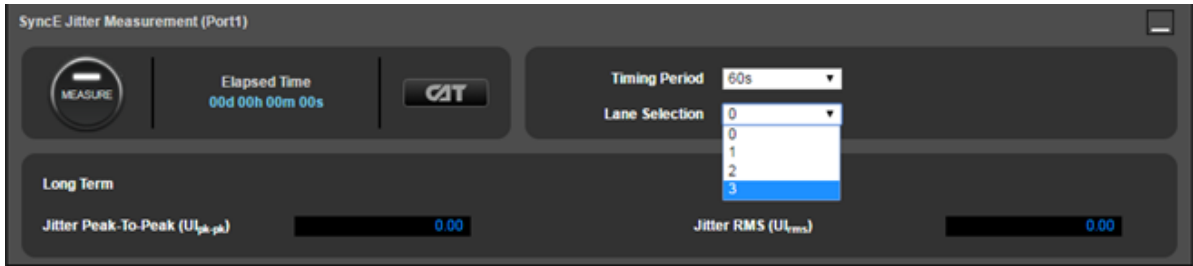 SyncE Jitter Measurement (Port1)
MEASURE
Elapsed Time
00d 00h 00m 00s
CAT
Timing Period 60s
Lane Selection 0
0
1
2
3
Long Term
Jitter Peak-To-Peak (UIpk-pk) 0.00 Jitter RMS (UIrms) 0.00